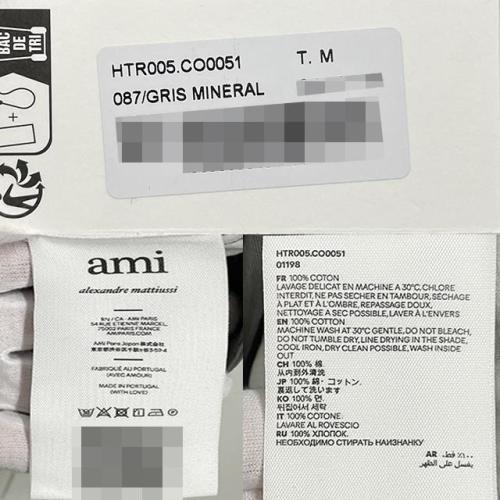 BAC
DE
TRI
HTR005.CO0051 T. M
087/GRIS MINERAL
ami
alexandre mattiussi
EN / CA : AMI PARIS
54 RUE ETIENNE MARCEL,
75002 PARIS FRANCE
AMIPARIS.COM
AMI Paris Japan 株式会社
FABRIQUÉ AU PORTUGAL
(AVEC AMOUR)
MADE IN PORTUGAL
(WITH LOVE)
HTR005.CO0051
01198
FR 100% COTON
LAVAGE DELICAT EN MACHINE A 30°C,CHLORE
INTERDIT, NE PAS SECHER EN TAMBOUR, SÉCHAGE
À PLAT ET À L'OMBRE, REPASSAGE DOUX,
NETTOYAGE A SEC POSSIBLE, LAVER À L'ENVERS
EN 100% COTTON
MACHINE WASH AT 30°C GENTLE, DO NOT BLEACH,
DO NOT TUMBLE DRY, LINE DRYING IN THE SHADE,
COOL IRON, DRY CLEAN POSSIBLE, WASH INSIDE
OUT
CH 100% 棉
从内到外清洗
JP 100% 綿・コットン.
裏返して洗います
KO 100% 면.
뒤집어서 세탁
IT 100% COTONE.
LAVARE AL ROVESCIO
RU 100% ХЛОПОК.
НЕОБХОДИМО СТИРАТЬ НАИЗНАНКУ
AR ١٠٠٪ قطن.
يغسل على الظهر